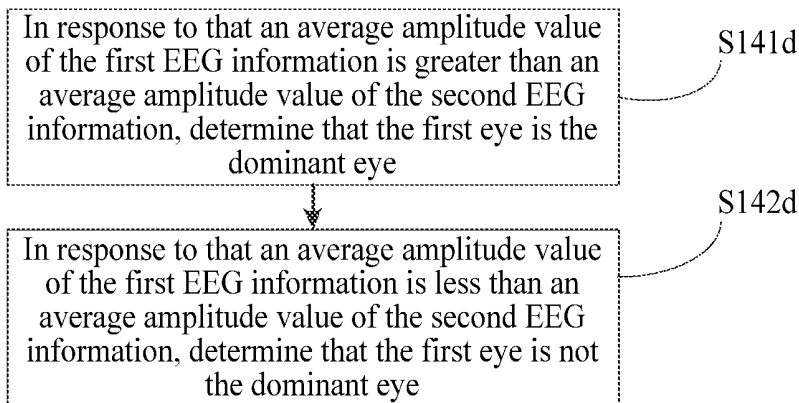 In response to that an average amplitude value
of the first EEG information is greater than an
average amplitude value of the second EEG
information, determine that the first eye is the
dominant eye
S141d
In response to that an average amplitude value
of the first EEG information is less than an
average amplitude value of the second EEG
information, determine that the first eye is not
the dominant eye
S142d